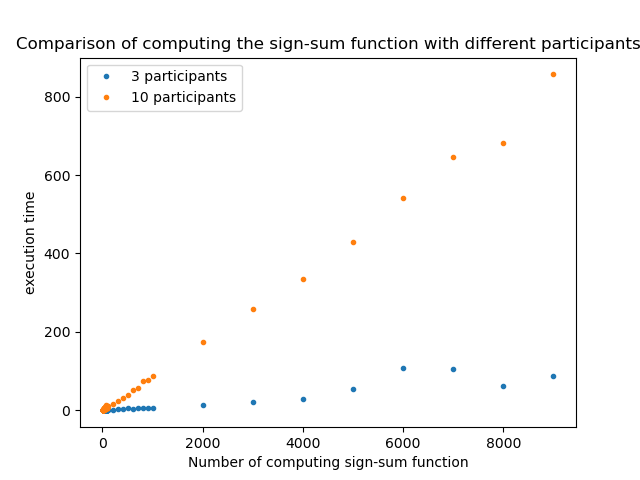 Comparison of computing the sign-sum function with different participants
3 participants
10 participants
800
600
400
200
0
execution time
0 2000 4000 6000 8000
Number of computing sign-sum function